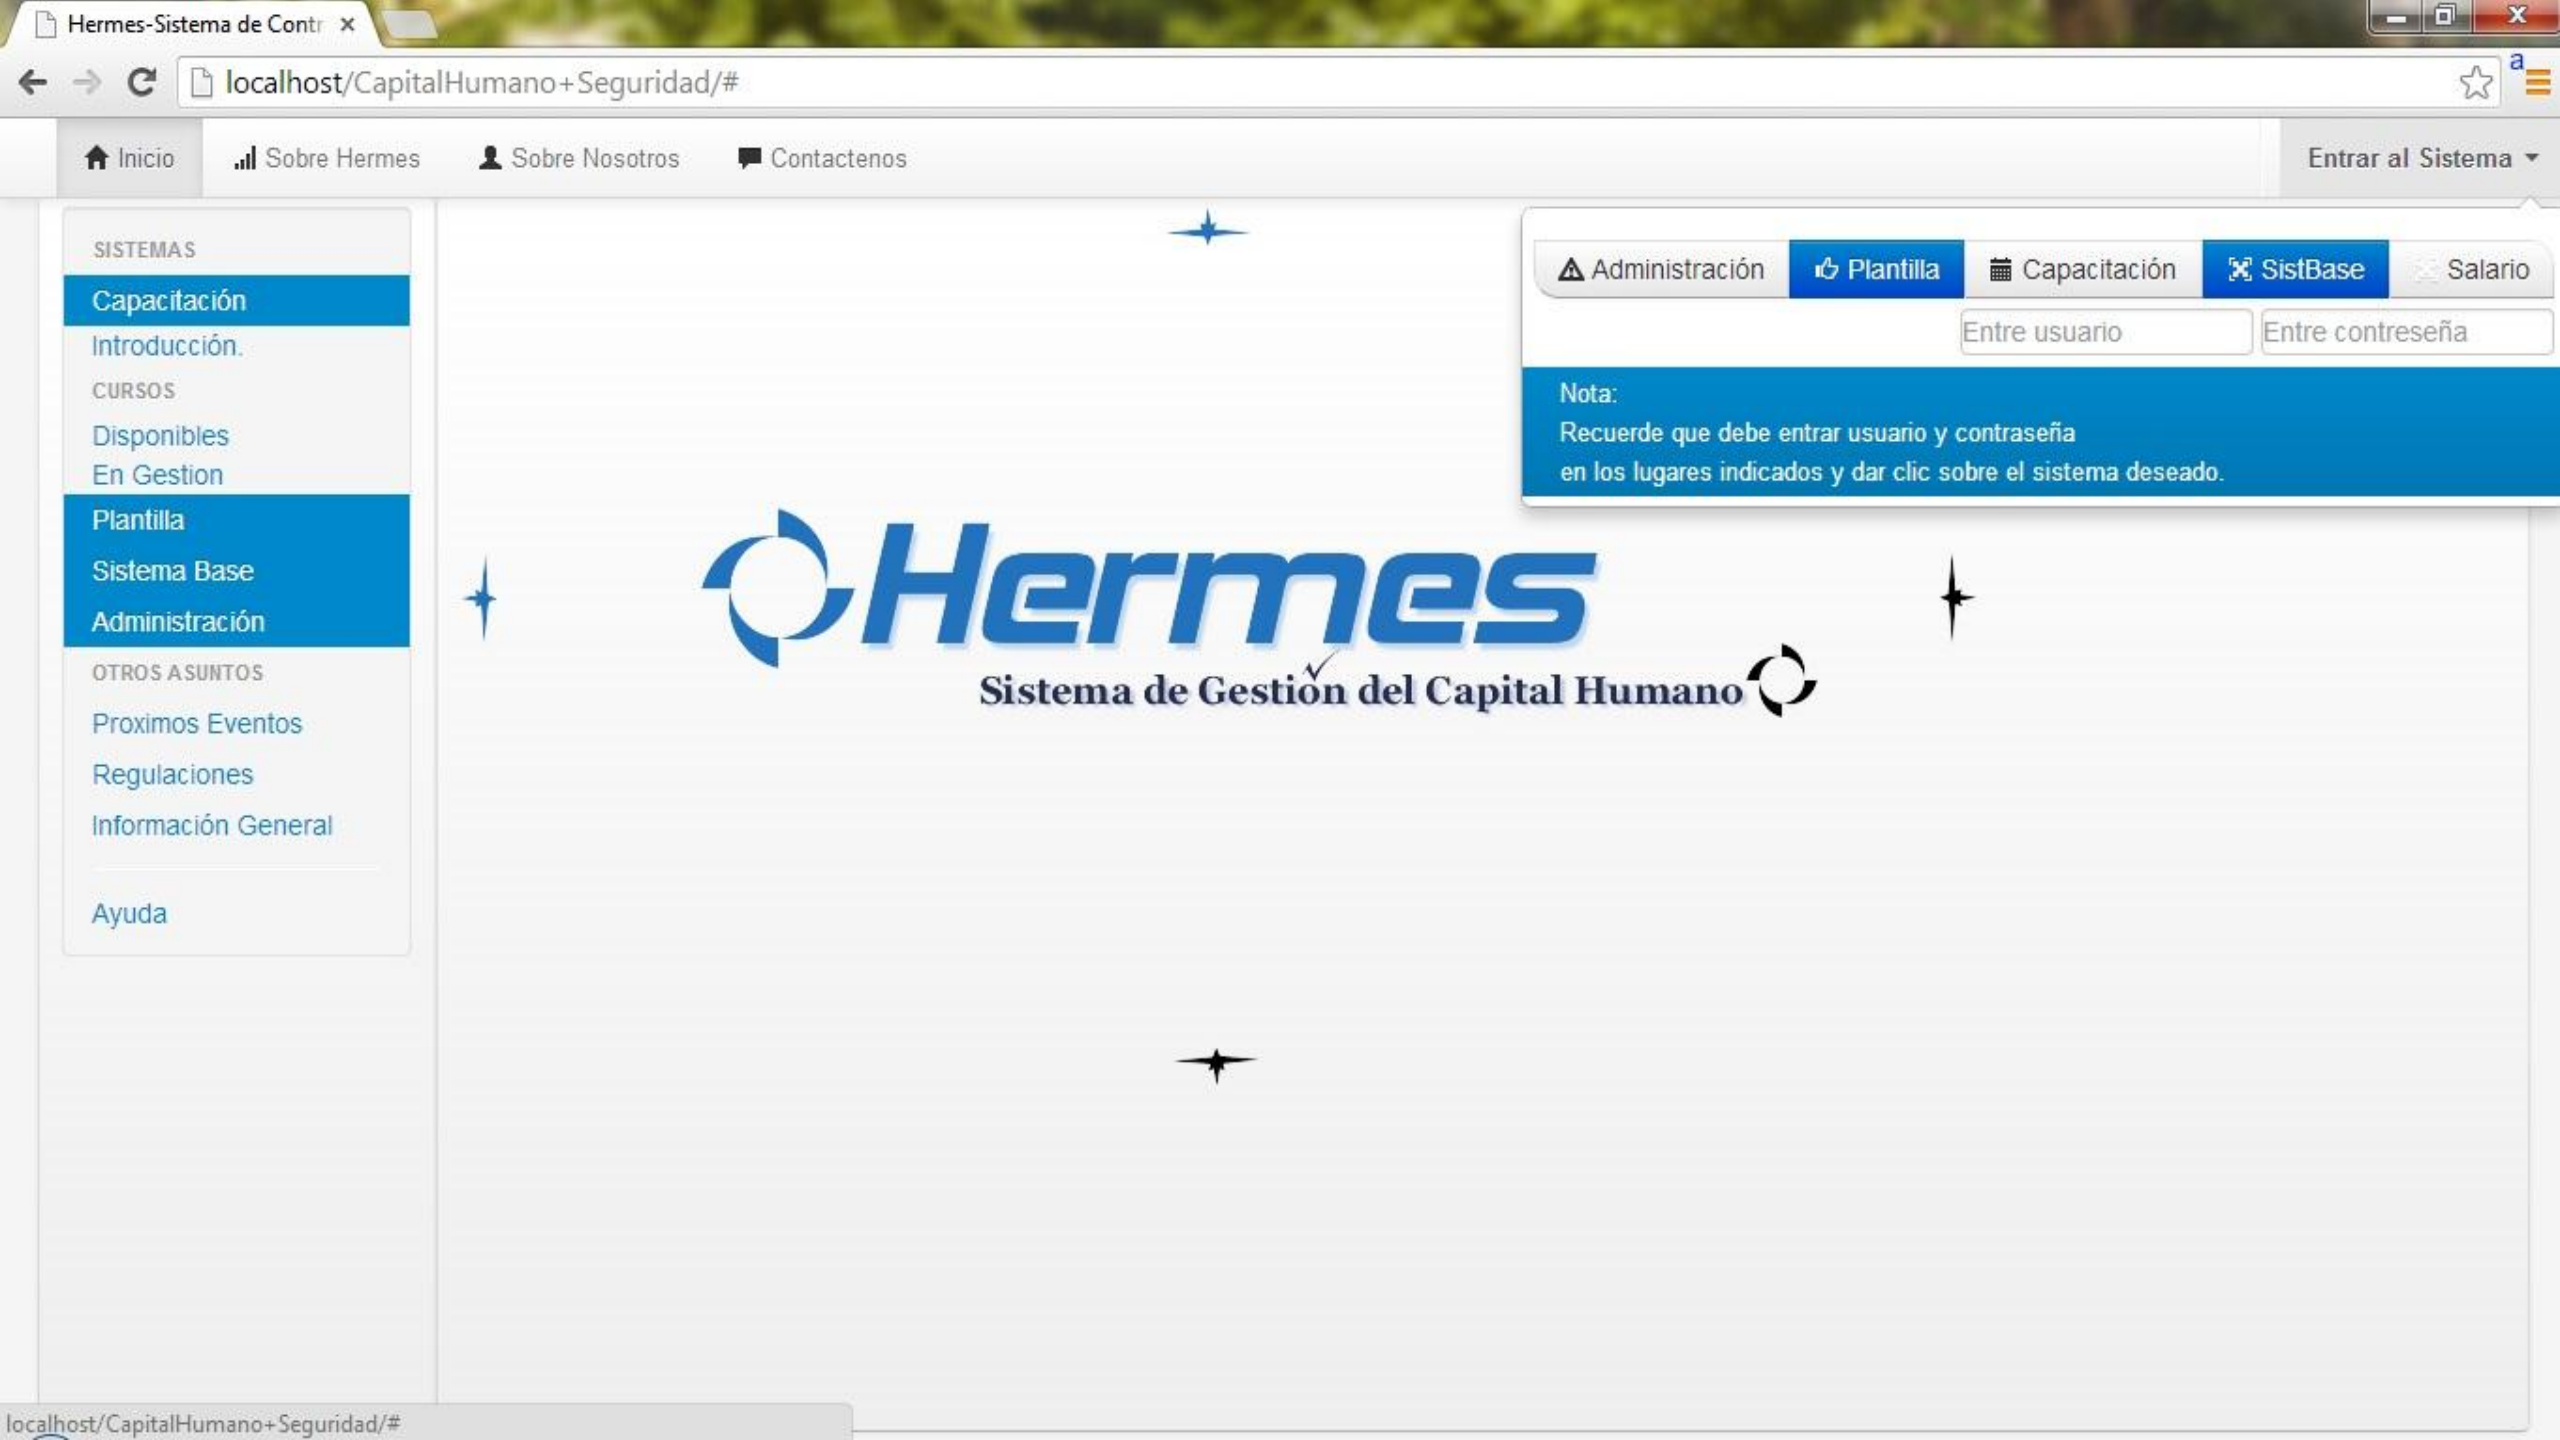 Hermes-Sistema de Contr
localhost/CapitalHumano+Seguridad/#
a
Inicio
Sobre Hermes
Sobre Nosotros
Contactenos
Entrar al Sistema
SISTEMAS
Capacitación
Introducción.
CURSOS
Disponibles
En Gestion
Plantilla
Sistema Base
Administración
OTROS ASUNTOS
Proximos Eventos
Regulaciones
Información General
Ayuda
Administración
Plantilla
Capacitación
SistBase
Salario
Entre usuario
Entre contreseña
Nota:
Recuerde que debe entrar usuario y contraseña
en los lugares indicados y dar clic sobre el sistema deseado.
Hermes
Sistema de Gestión del Capital Humano
localhost/CapitalHumano+Seguridad/#